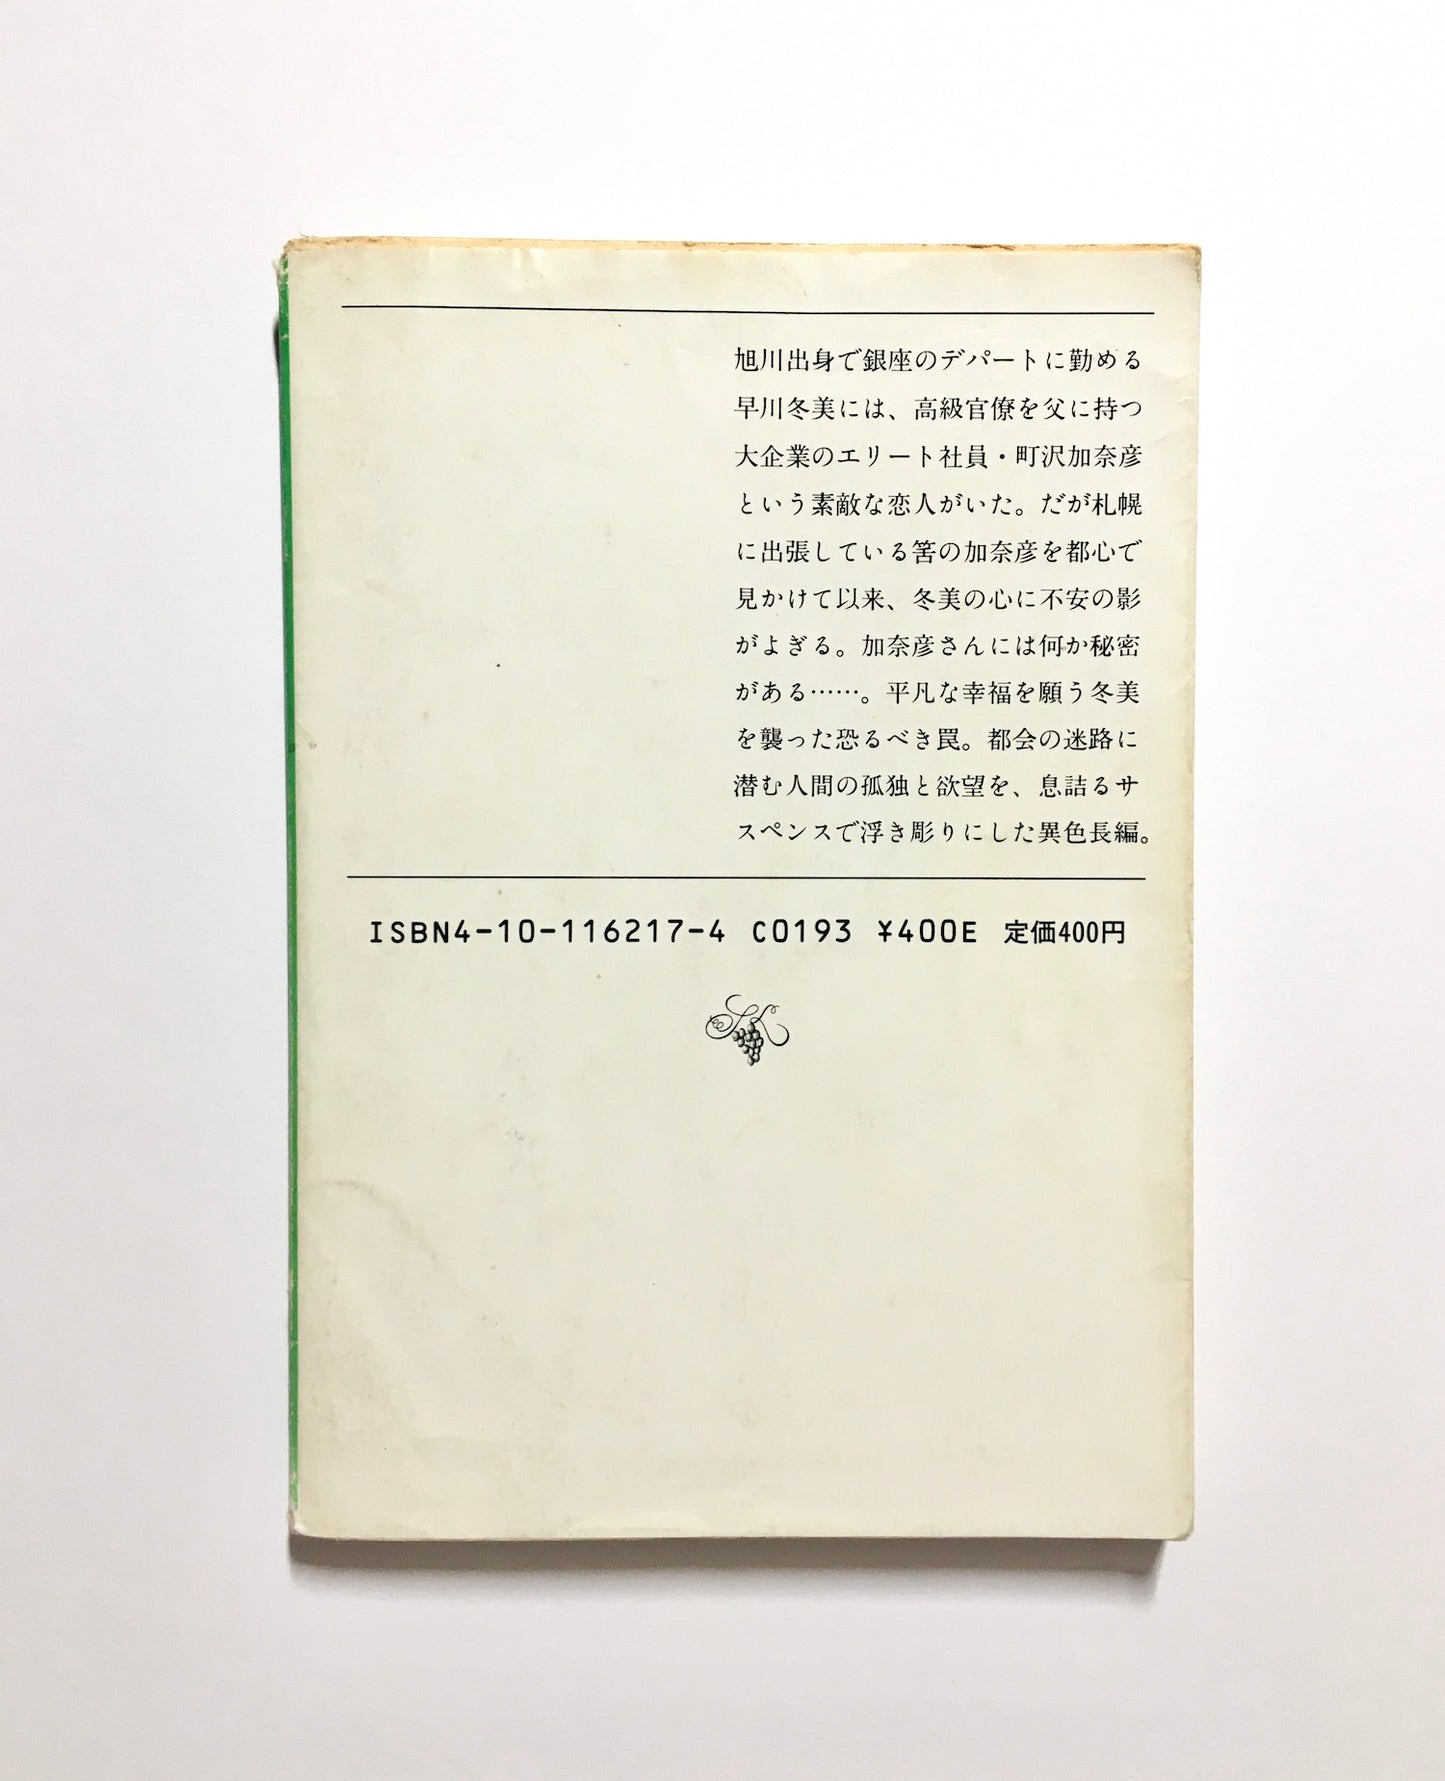 旭川出身で銀座のデパートに勤める
早川冬美には、高級官僚を父に持つ
大企業のエリート社員・町沢加奈彦
という素敵な恋人がいた。だが札幌
に出張している筈の加奈彦を都心で
見かけて以来、冬美の心に不安の影
がよぎる。加奈彦さんには何か秘密
がある……。平凡な幸福を願う冬美
を襲った恐るべき罠。都会の迷路に
潜む人間の孤独と欲望を、息詰るサ
スペンスで浮き彫りにした異色長編。
ISBN4-10-116217-4 C0193 ¥400E 定価400円
SK